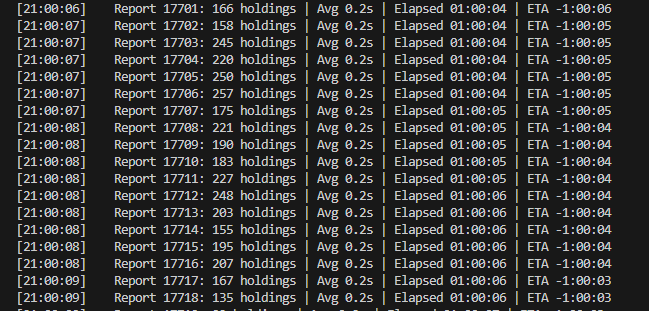 [21:00:06] Report 17701: 166 holdings | Avg 0.2s | Elapsed 01:00:04 | ETA -1:00:06
[21:00:07] Report 17702: 158 holdings | Avg 0.2s | Elapsed 01:00:04 | ETA -1:00:05
[21:00:07] Report 17703: 245 holdings | Avg 0.2s | Elapsed 01:00:04 | ETA -1:00:05
[21:00:07] Report 17704: 220 holdings | Avg 0.2s | Elapsed 01:00:04 | ETA -1:00:05
[21:00:07] Report 17705: 250 holdings | Avg 0.2s | Elapsed 01:00:04 | ETA -1:00:05
[21:00:07] Report 17706: 257 holdings | Avg 0.2s | Elapsed 01:00:04 | ETA -1:00:05
[21:00:07] Report 17707: 175 holdings | Avg 0.2s | Elapsed 01:00:05 | ETA -1:00:05
[21:00:08] Report 17708: 221 holdings | Avg 0.2s | Elapsed 01:00:05 | ETA -1:00:04
[21:00:08] Report 17709: 190 holdings | Avg 0.2s | Elapsed 01:00:05 | ETA -1:00:04
[21:00:08] Report 17710: 183 holdings | Avg 0.2s | Elapsed 01:00:05 | ETA -1:00:04
[21:00:08] Report 17711: 227 holdings | Avg 0.2s | Elapsed 01:00:05 | ETA -1:00:04
[21:00:08] Report 17712: 248 holdings | Avg 0.2s | Elapsed 01:00:06 | ETA -1:00:04
[21:00:08] Report 17713: 203 holdings | Avg 0.2s | Elapsed 01:00:06 | ETA -1:00:04
[21:00:08] Report 17714: 155 holdings | Avg 0.2s | Elapsed 01:00:06 | ETA -1:00:04
[21:00:08] Report 17715: 195 holdings | Avg 0.2s | Elapsed 01:00:06 | ETA -1:00:04
[21:00:08] Report 17716: 207 holdings | Avg 0.2s | Elapsed 01:00:06 | ETA -1:00:04
[21:00:09] Report 17717: 167 holdings | Avg 0.2s | Elapsed 01:00:06 | ETA -1:00:03
[21:00:09] Report 17718: 135 holdings | Avg 0.2s | Elapsed 01:00:06 | ETA -1:00:03